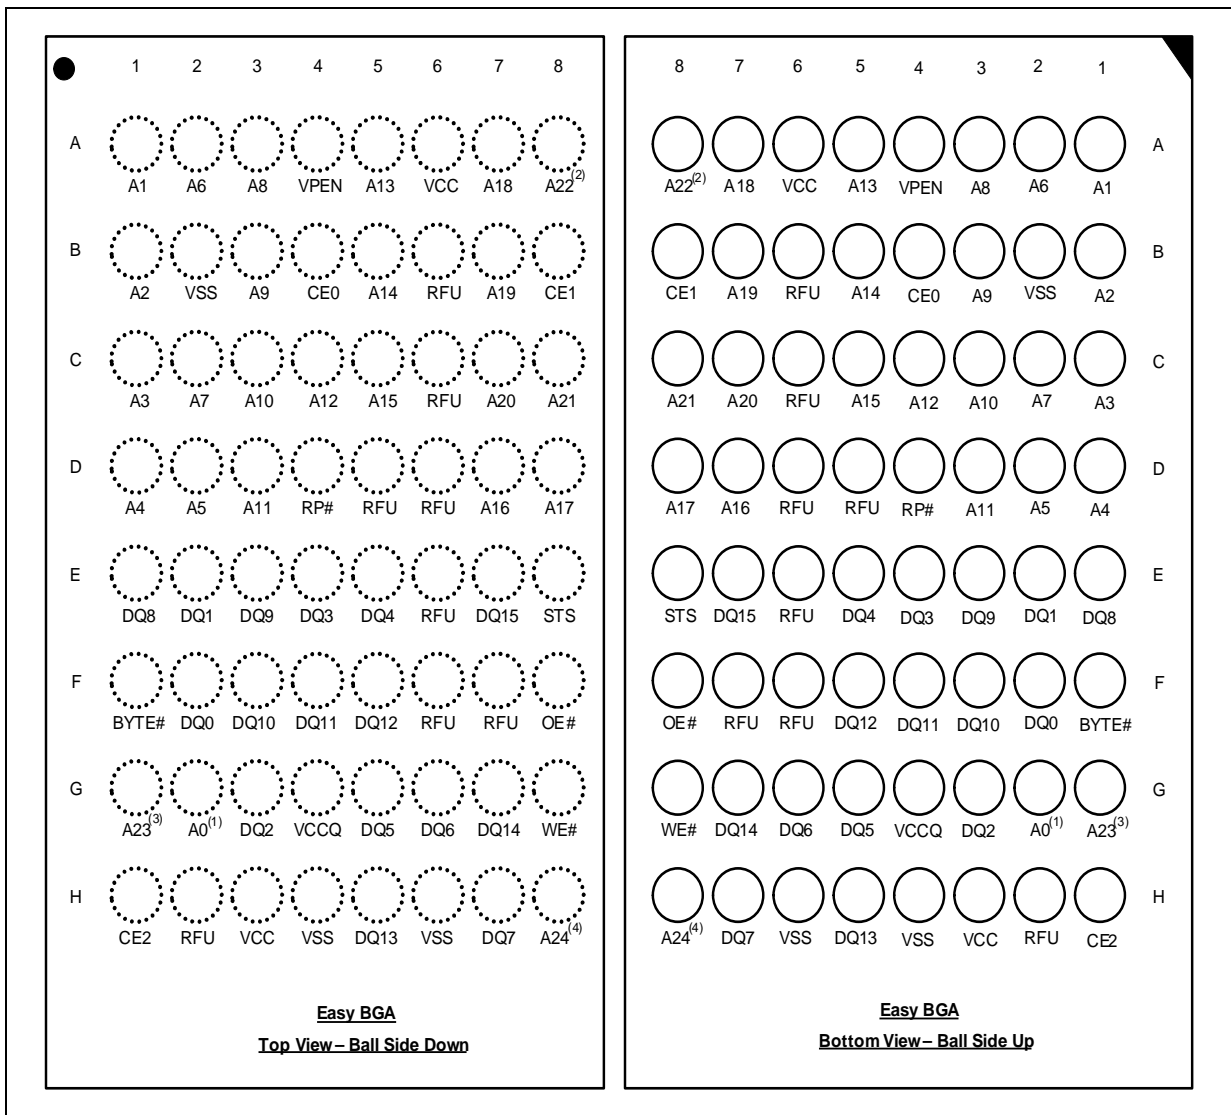 1 2 3 4 5 6 7 8
A
A1 A6 A8 VPEN A13 VCC A18 A22(2)
B
A2 VSS A9 CE0 A14 RFU A19 CE1
C
A3 A7 A10 A12 A15 RFU A20 A21
D
A4 A5 A11 RP# RFU RFU A16 A17
E
DQ8 DQ1 DQ9 DQ3 DQ4 RFU DQ15 STS
F
BYTE# DQ0 DQ10 DQ11 DQ12 RFU RFU OE#
G
A23(3) A0(1) DQ2 VCCQ DQ5 DQ6 DQ14 WE#
H
CE2 RFU VCC VSS DQ13 VSS DQ7 A24(4)
Easy BGA
Top View – Ball Side Down
8 7 6 5 4 3 2 1
A
A22(2) A18 VCC A13 VPEN A8 A6 A1
B
CE1 A19 RFU A14 CE0 A9 VSS A2
C
A21 A20 RFU A15 A12 A10 A7 A3
D
A17 A16 RFU RFU RP# A11 A5 A4
E
STS DQ15 RFU DQ4 DQ3 DQ9 DQ1 DQ8
F
OE# RFU RFU DQ12 DQ11 DQ10 DQ0 BYTE#
G
WE# DQ14 DQ6 DQ5 VCCQ DQ2 A0(1) A23(3)
H
A24(4) DQ7 VSS DQ13 VSS VCC RFU CE2
Easy BGA
Bottom View – Ball Side Up